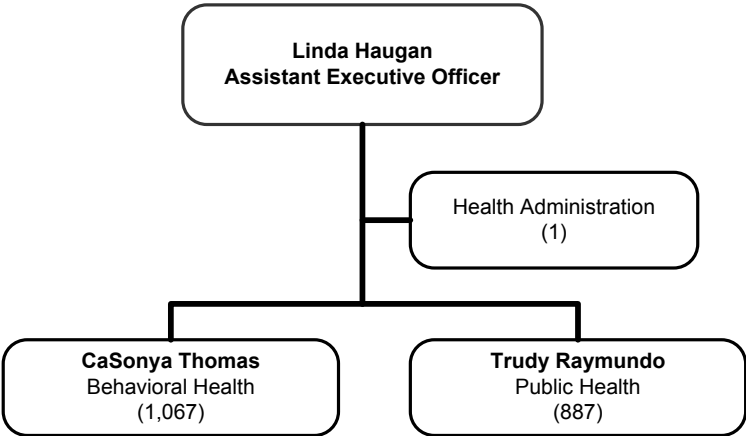 Linda Haugan
Assistant Executive Officer
Health Administration
(1)
CaSonya Thomas
Behavioral Health
(1,067)
Trudy Raymundo
Public Health
(887)